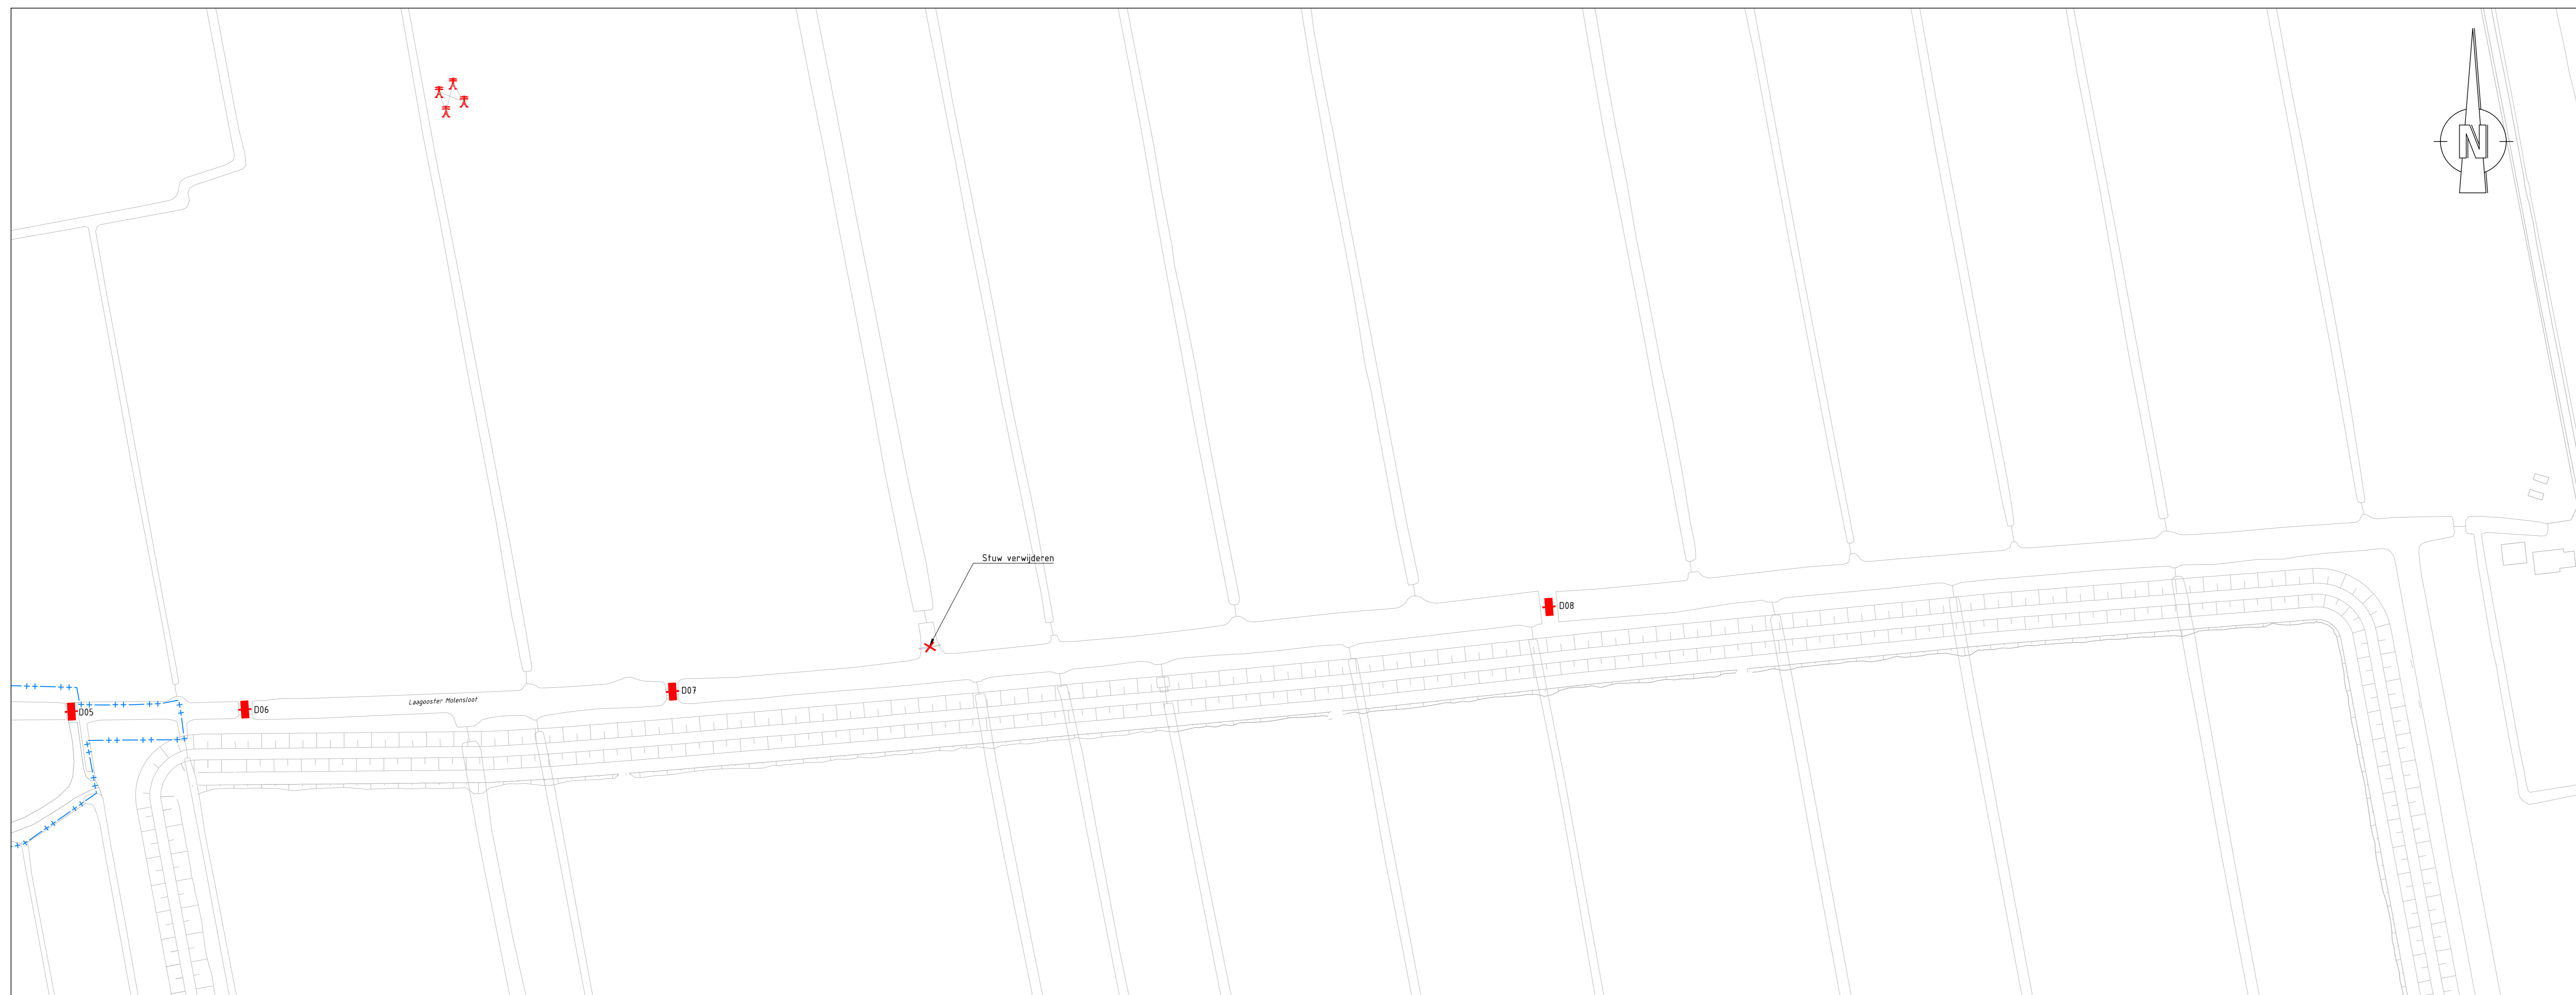 N
Stuw verwijderen
D08
D07
Laagooster Molensloot
D06
D05